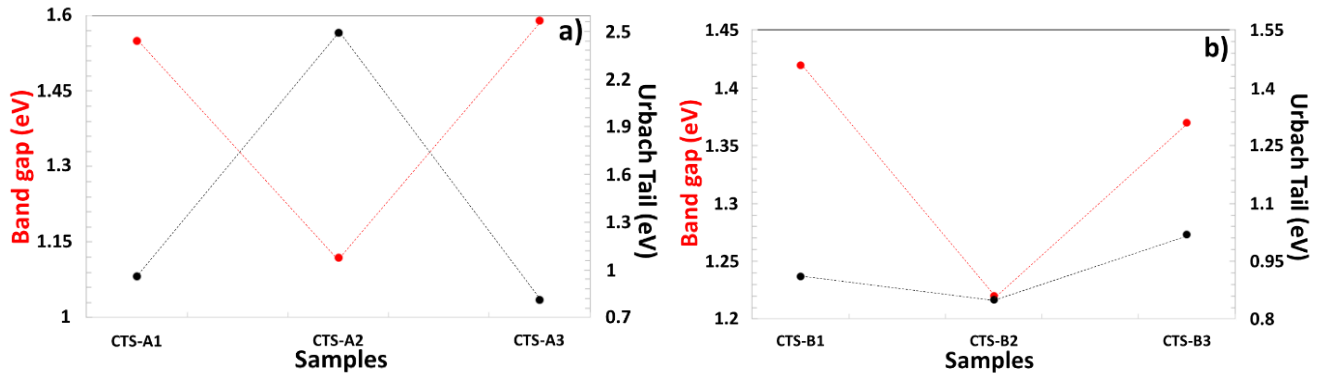 a)
Band gap (eV)
1.6
1.45
1.3
1.15
1
2.5
2.2
1.9
1.6
1.3
1
0.7
Urbach Tail (eV)
CTS-A1
CTS-A2
CTS-A3
Samples
b)
Band gap (eV)
1.45
1.4
1.35
1.3
1.25
1.2
1.55
1.4
1.25
1.1
0.95
0.8
Urbach Tail (eV)
CTS-B1
CTS-B2
CTS-B3
Samples